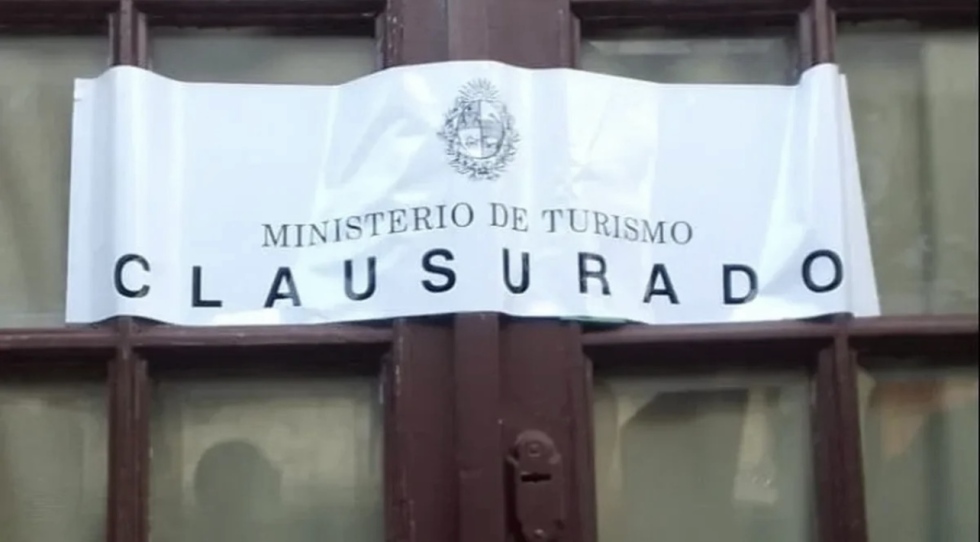 MINISTERIO DE TURISMO
CLAUSURADO